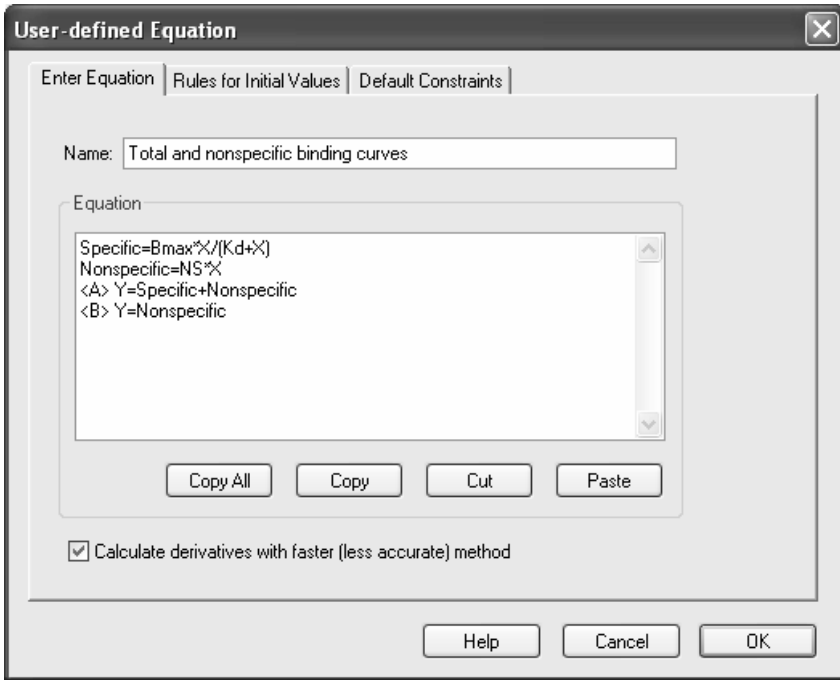 User-defined Equation
Enter Equation Rules for Initial Values Default Constraints
Name: Total and nonspecific binding curves
Equation
Specific=Bmax*X/(Kd+X)
Nonspecific=NS*X
<A> Y=Specific+Nonspecific
<B> Y=Nonspecific
Copy All Copy Cut Paste
Calculate derivatives with faster (less accurate) method
Help Cancel OK